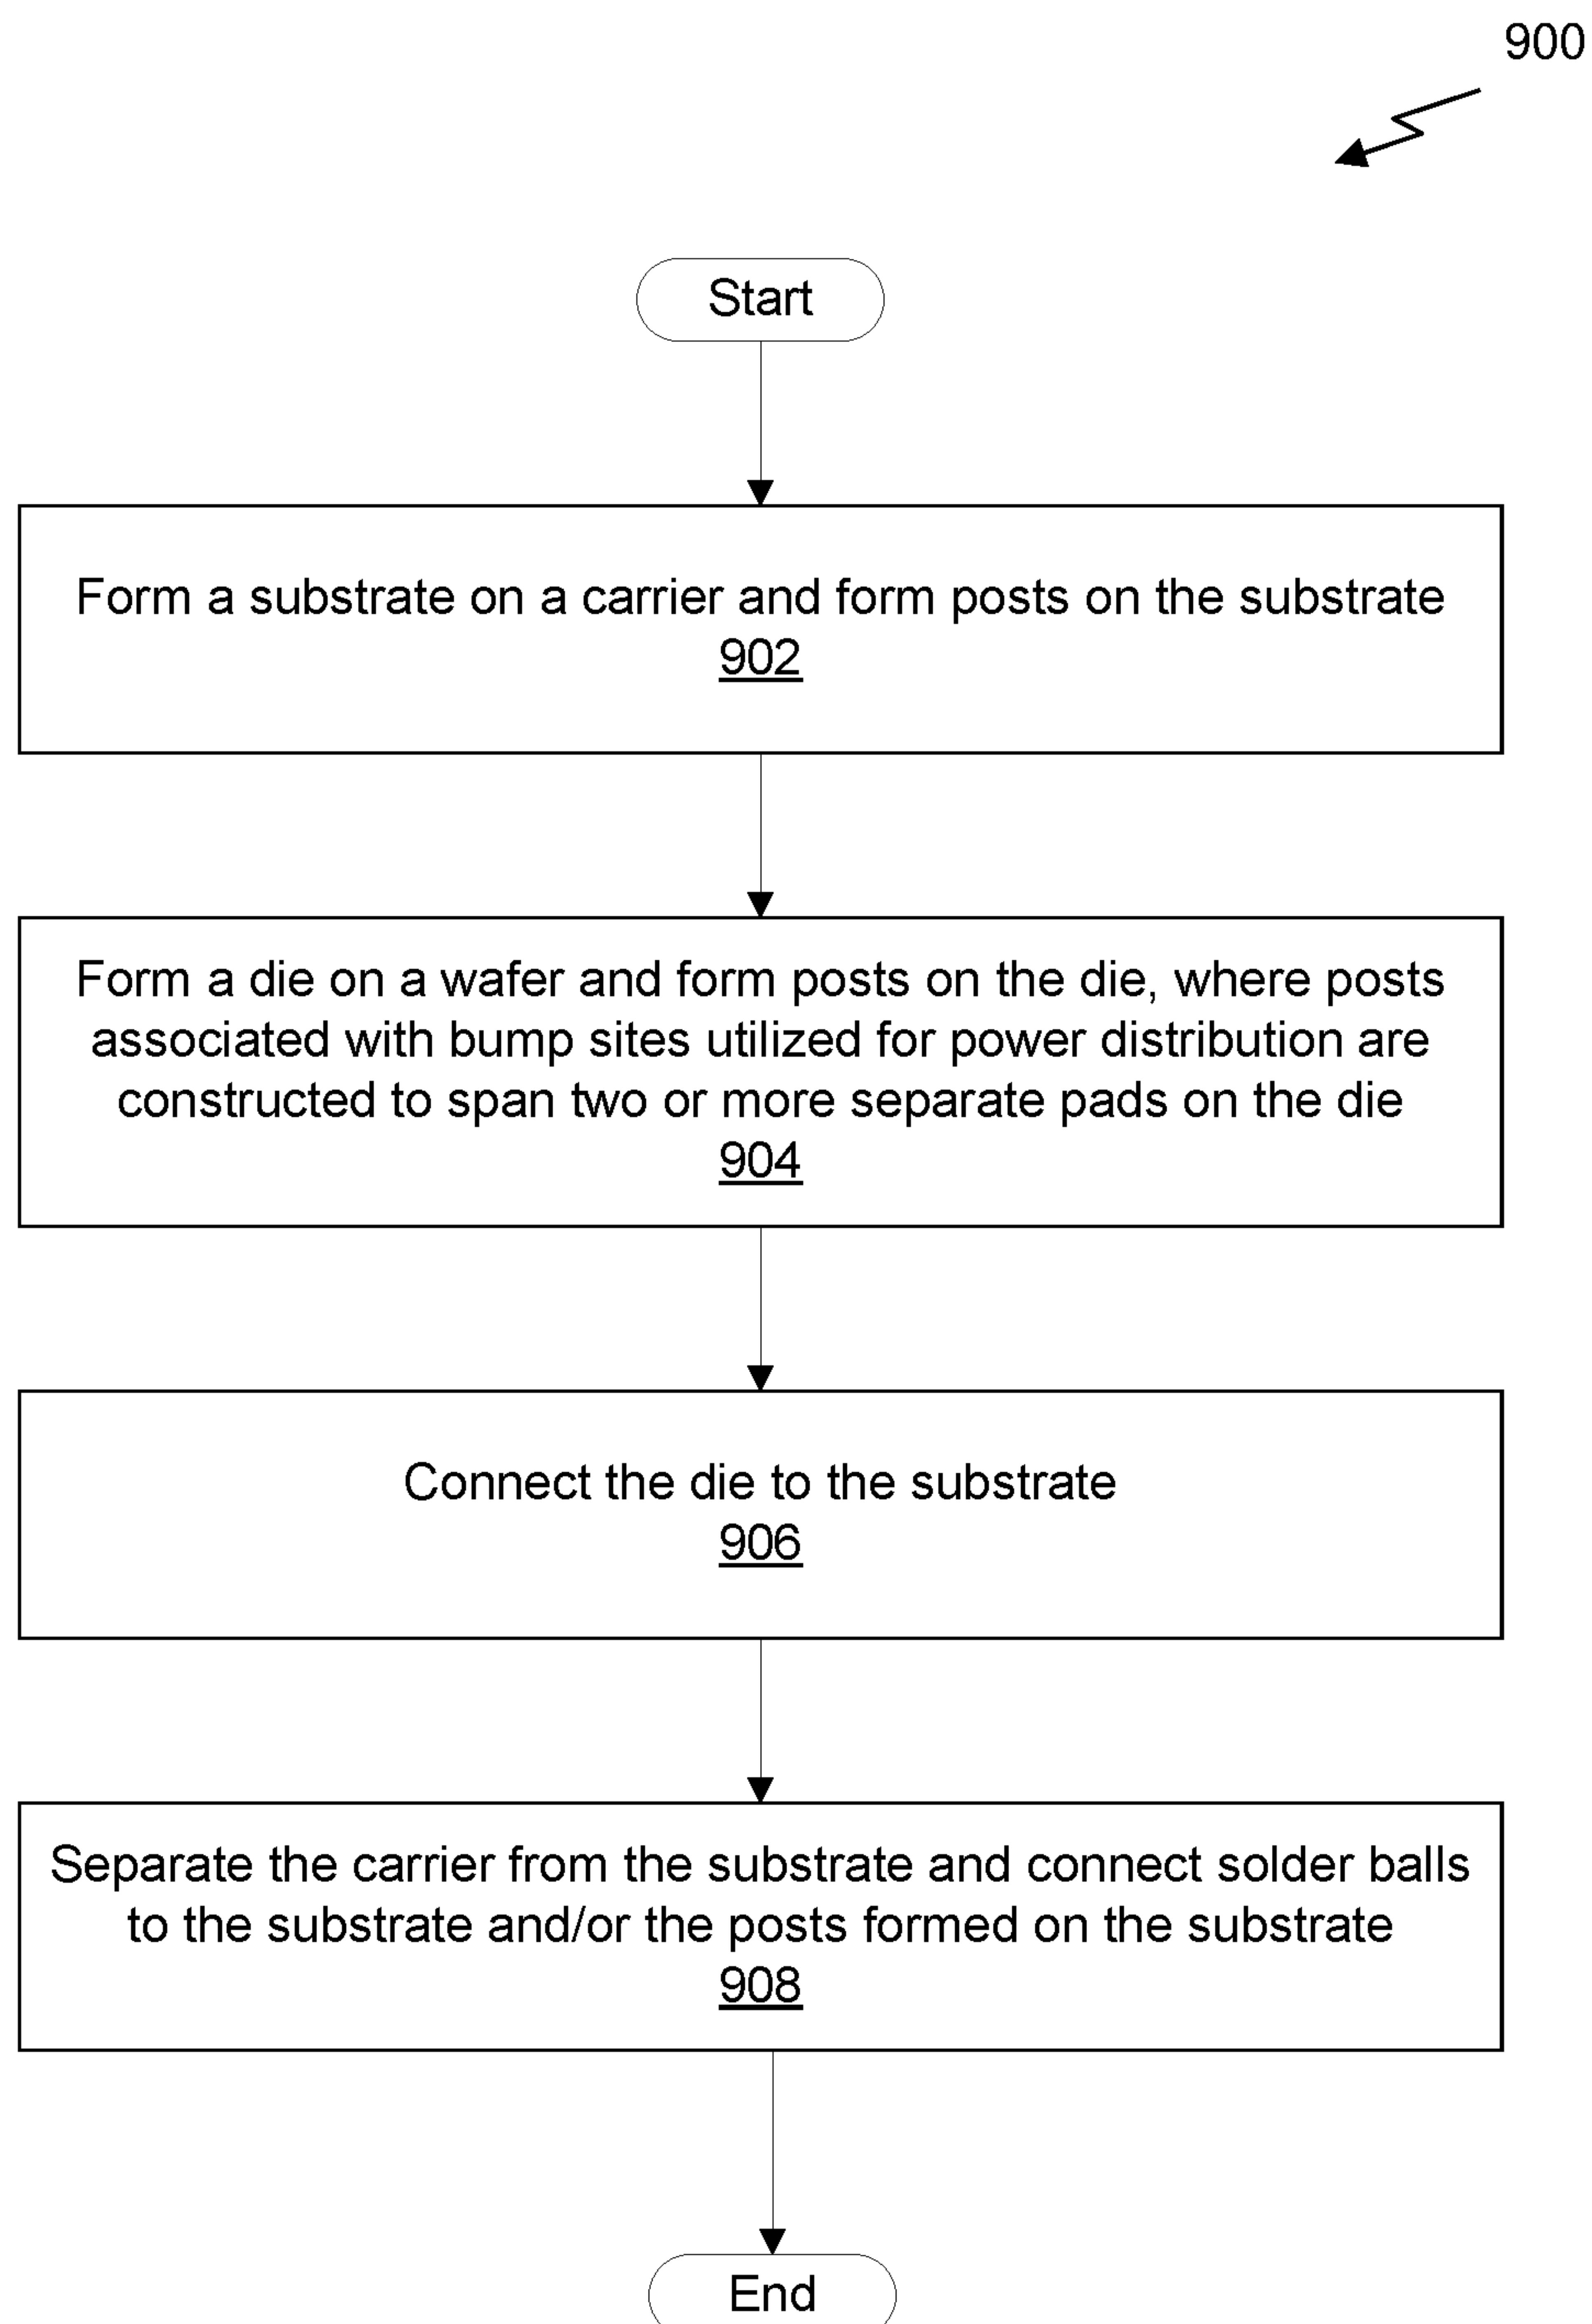 900
Start
Form a substrate on a carrier and form posts on the substrate
902
Form a die on a wafer and form posts on the die, where posts
associated with bump sites utilized for power distribution are
constructed to span two or more separate pads on the die
904
Connect the die to the substrate
906
Separate the carrier from the substrate and connect solder balls
to the substrate and/or the posts formed on the substrate
908
End